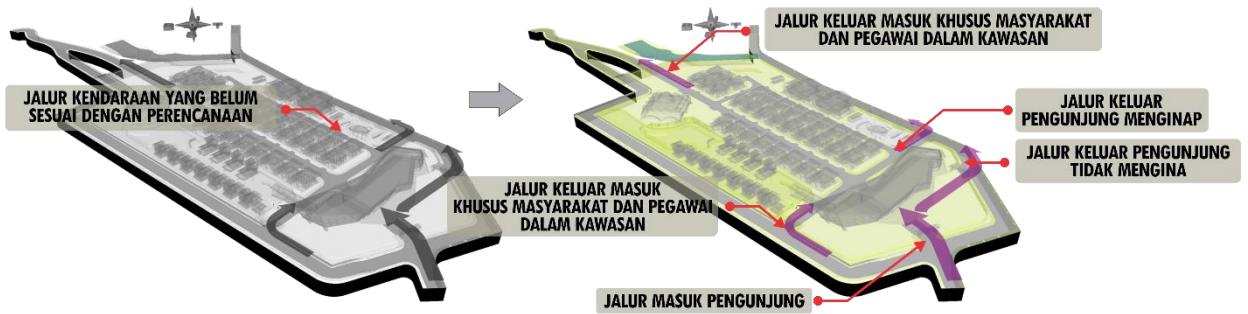 JALUR KENDARAAN YANG BELUM
SESUAI DENGAN PERENCANAAN
JALUR KELUAR MASUK KHUSUS MASYARAKAT
DAN PEGAWAI DALAM KAWASAN
JALUR KELUAR
PENGUNJUNG MENGINAP
JALUR KELUAR PENGUNJUNG
TIDAK MENGINA
JALUR KELUAR MASUK
KHUSUS MASYARAKAT DAN PEGAWAI
DALAM KAWASAN
JALUR MASUK PENGUNJUNG